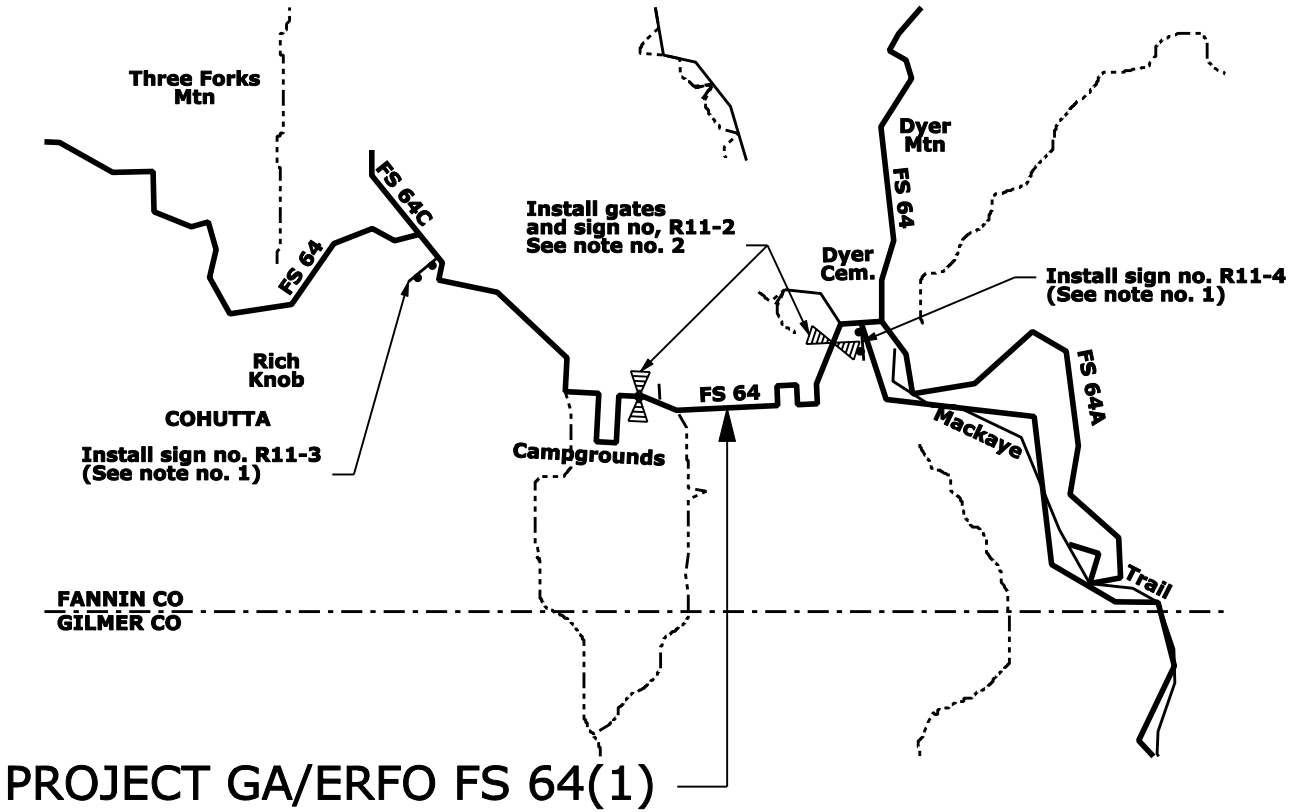 Three Forks
Mtn
FS 64C
FS 64
Install gates
and sign no, R11-2
See note no. 2
Dyer
Mtn
FS 64
Dyer
Cem.
Install sign no. R11-4
(See note no. 1)
Rich
Knob
COHUTTA
Install sign no. R11-3
(See note no. 1)
FS 64
Campgrounds
FS 64A
Mackaye
Trail
FANNIN CO
GILMER CO
PROJECT GA/ERFO FS 64(1)